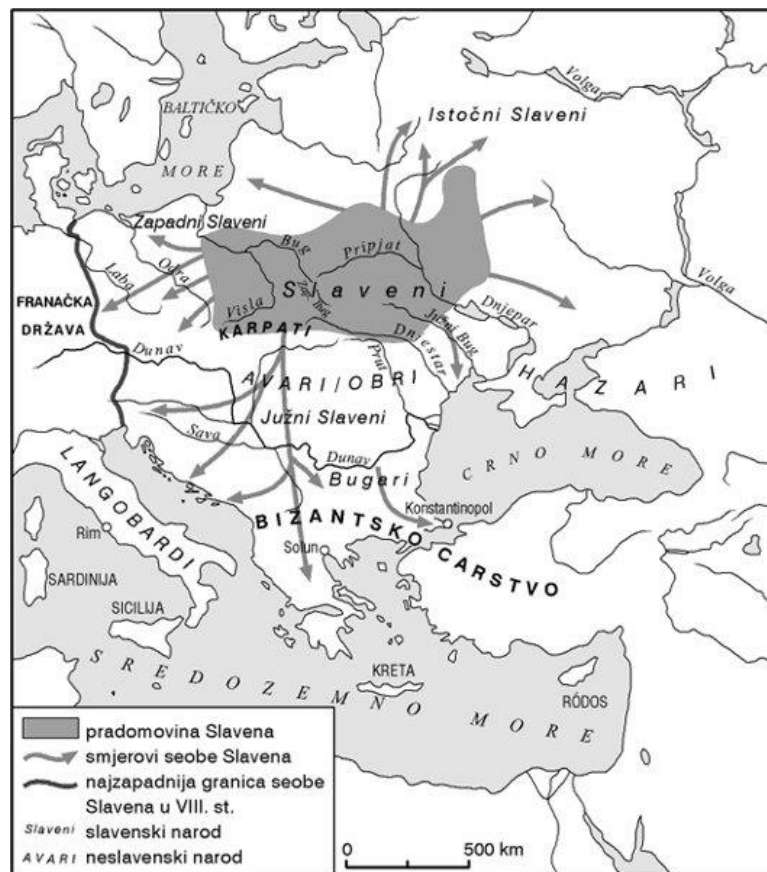 Volga
BALTIČKO
MORE
Istočni Slaveni
Zapadni Slaveni
Bug
Pripjat
Laba
Odra
Slaveni
Volga
FRANAČKA
DRŽAVA
Visla
Zap. Bug
KARPATI
Dnjepar
Južni Bug
Dnjestar
Dunav
Prut
AVARI/OBRI
HAZARI
Južni Slaveni
Sava
Dunav
Bugari
CRNO MORE
LANGOBARDI
Konstantinopol
BIZANTSKO CARSTVO
Rim
Solun
SARDINIJA
SICILIJA
KRETA
RÓDOS
SREDOZEMNO MORE
pradomovina Slavena
smjerovi seobe Slavena
najzapadnija granica seobe
Slavena u VIII. st.
Slaveni slavenski narod
AVARI neslavenski narod
0 500 km